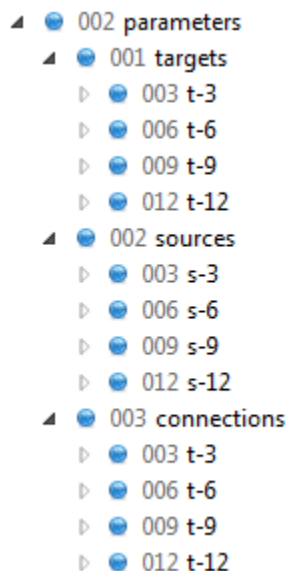 002 parameters
001 targets
003 t-3
006 t-6
009 t-9
012 t-12
002 sources
003 s-3
006 s-6
009 s-9
012 s-12
003 connections
003 t-3
006 t-6
009 t-9
012 t-12